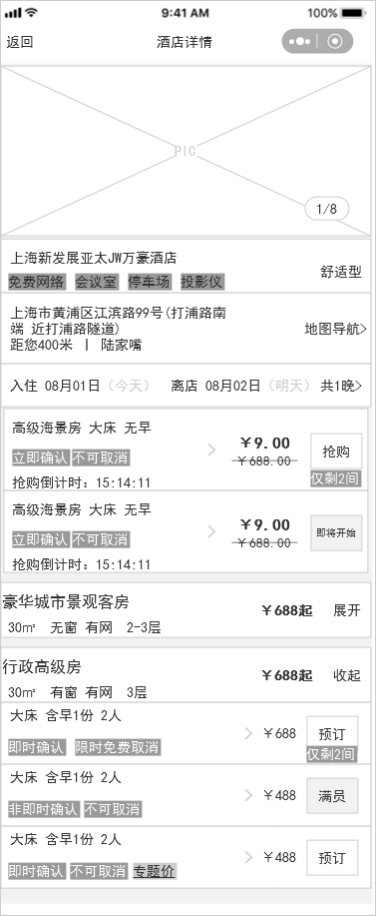 9:41 AM 100%
返回 酒店详情
PIC
1/8
上海新发展亚太JW万豪酒店
免费网络 会议室 停车场 投影仪
舒适型
上海市黄浦区江滨路99号(打浦路南
端 近打浦路隧道)
距您400米 丨 陆家嘴
地图导航>
入住 08月01日(今天) 离店 08月02日(明天) 共1晚>
高级海景房 大床 无早
立即确认 不可取消
抢购倒计时：15:14:11
￥9.00
￥688.00
抢购
仅剩2间
高级海景房 大床 无早
立即确认 不可取消
抢购倒计时：15:14:11
￥9.00
￥688.00
即将开始
豪华城市景观客房
30㎡ 无窗 有网 2-3层
￥688起 展开
行政高级房
30㎡ 有窗 有网 3层
￥688起 收起
大床 含早1份 2人
即时确认 限时免费取消
￥688 预订
仅剩2间
大床 含早1份 2人
非即时确认 不可取消
￥488 满员
大床 含早1份 2人
即时确认 不可取消 专题价
￥488 预订